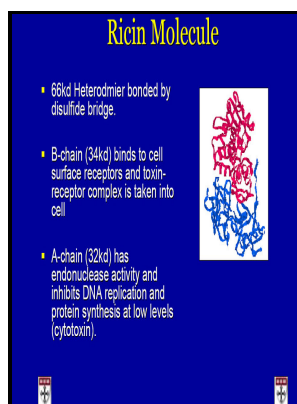 Ricin Molecule
66kd Heterodmier bonded by
disulfide bridge.
B-chain (34kd) binds to cell
surface receptors and toxin-
receptor complex is taken into
cell
A-chain (32kd) has
endonuclease activity and
inhibits DNA replication and
protein synthesis at low levels
(cytotoxin).